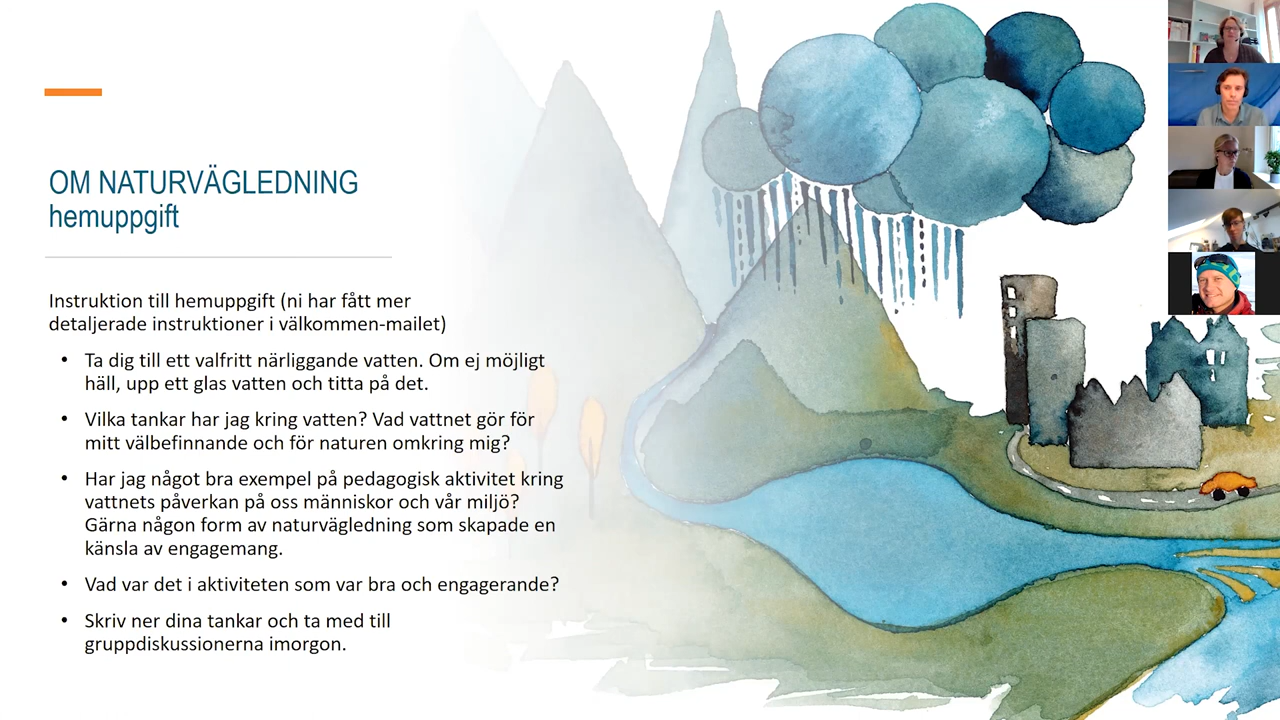 OM NATURVÄGLEDNING
hemuppgift
Instruktion till hemuppgift (ni har fått mer
detaljerade instruktioner i välkommen-mailet)
• Ta dig till ett valfritt närliggande vatten. Om ej möjligt
häll, upp ett glas vatten och titta på det.
• Vilka tankar har jag kring vatten? Vad vattnet gör för
mitt välbefinnande och för naturen omkring mig?
• Har jag något bra exempel på pedagogisk aktivitet kring
vattnets påverkan på oss människor och vår miljö?
Gärna någon form av naturvägledning som skapade en
känsla av engagemang.
• Vad var det i aktiviteten som var bra och engagerande?
• Skriv ner dina tankar och ta med till
gruppdiskussionerna imorgon.